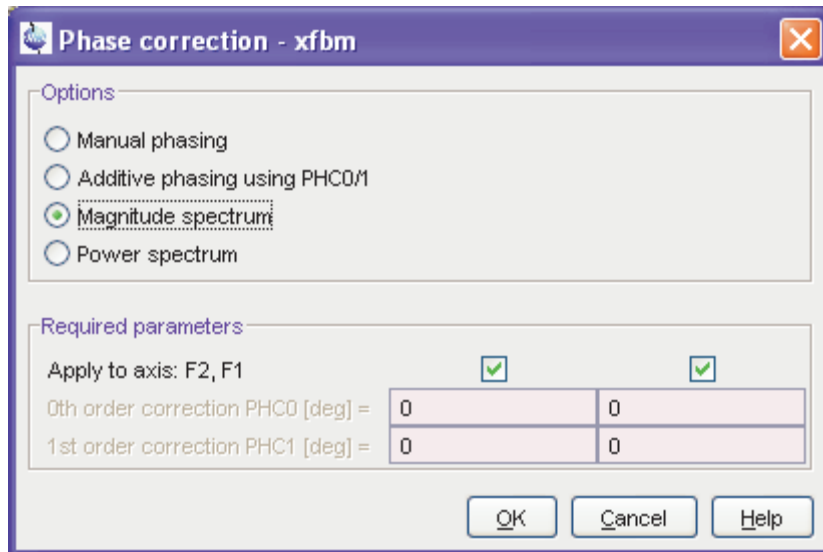 Phase correction - xfbm
Options
Manual phasing
Additive phasing using PHC0/1
Magnitude spectrum
Power spectrum
Required parameters
Apply to axis: F2, F1
0th order correction PHC0 [deg] = 0 0
1st order correction PHC1 [deg] = 0 0
OK Cancel Help